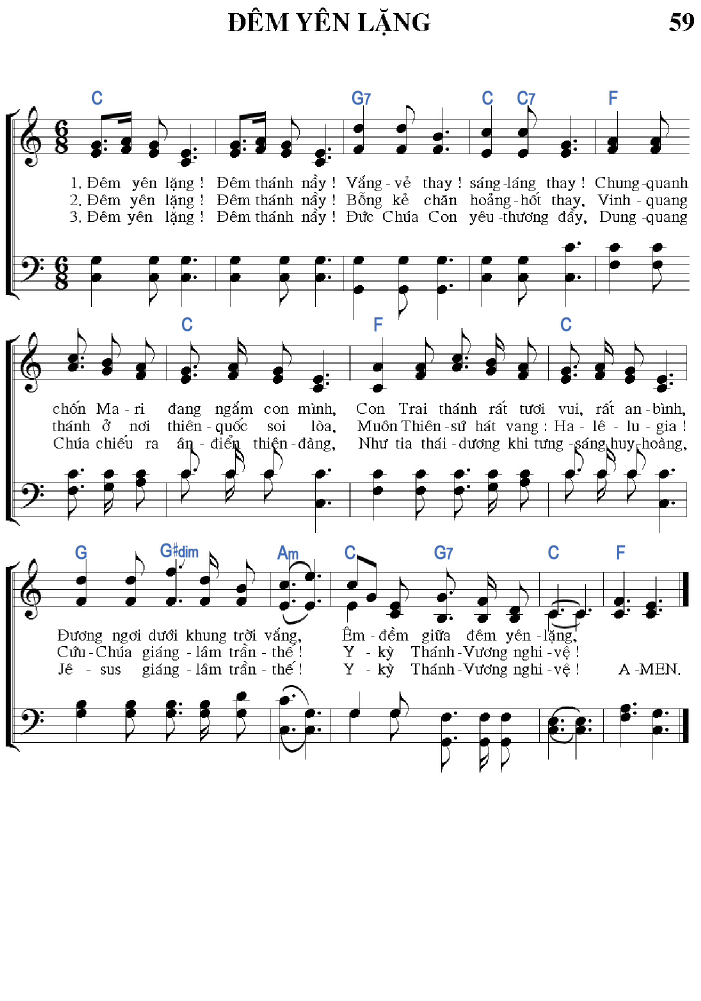 ĐÊM YÊN LẶNG 59
C G7 C C7 F
6 8
1. Đêm yên lặng ! Đêm thánh nầy ! Vắng-vẻ thay ! sáng-láng thay ! Chung-quanh
2. Đêm yên lặng ! Đêm thánh nầy ! Bỗng kẻ chăn hoảng-hốt thay, Vinh-quang
3. Đêm yên lặng ! Đêm thánh nầy ! Đức Chúa Con yêu-thương đầy, Dung-quang
6 8
C F C
chốn Ma-ri đang ngắm con mình, Con Trai thánh rất tươi vui, rất an-bình,
thánh ở nơi thiên-quốc soi lòa, Muôn Thiên-sứ hát vang : Ha-lê-lu-gia !
Chúa chiếu ra ân-điển thiên-đàng, Như tia thái-dương khi tưng-sáng huy-hoàng,
G G#dim Am C G7 C F
Đương ngơi dưới khung trời vắng, Êm-đềm giữa đêm yên-lặng,
Cứu-Chúa giáng-lâm trần-thế ! Y-kỳ Thánh-Vương nghi-vệ !
Jê-sus giáng-lâm trần-thế ! Y-kỳ Thánh-Vương nghi-vệ ! A-MEN.